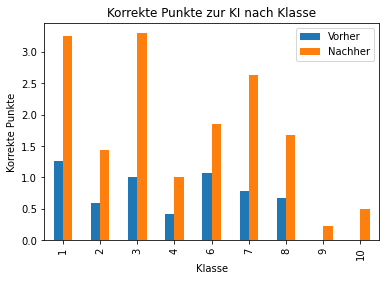 Korrekte Punkte zur KI nach Klasse
Vorher
Nachher
Korrekte Punkte
3.0
2.5
2.0
1.5
1.0
0.5
0.0
1 2 3 4 6 7 8 9 10
Klasse